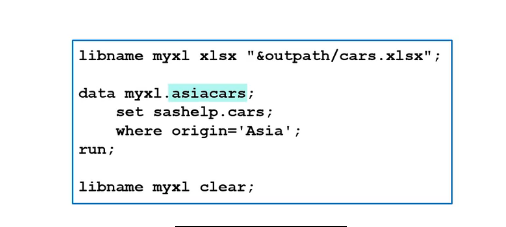 libname myxl xlsx "&outpath/cars.xlsx";
data myxl.asiacars;
set sashelp.cars;
where origin='Asia';
run;
libname myxl clear;